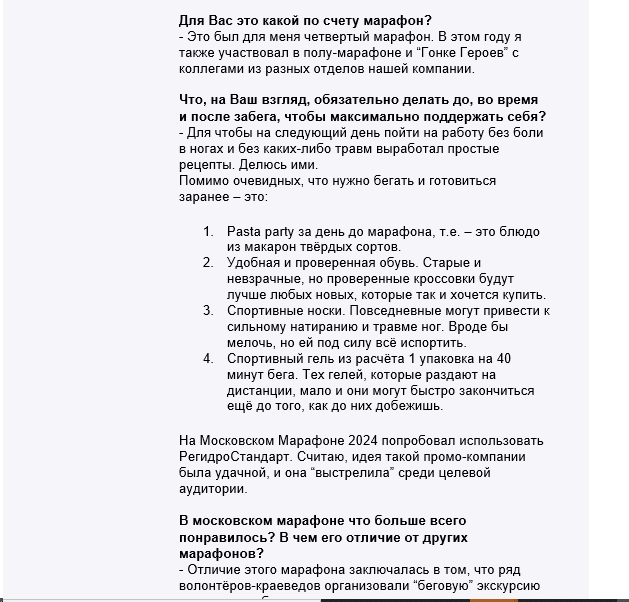 Для Вас это какой по счету марафон?
- Это был для меня четвертый марафон. В этом году я
также участвовал в полу-марафоне и “Гонке Героев” с
коллегами из разных отделов нашей компании.
Что, на Ваш взгляд, обязательно делать до, во время
и после забега, чтобы максимально поддержать себя?
- Для чтобы на следующий день пойти на работу без боли
в ногах и без каких-либо травм выработал простые
рецепты. Делюсь ими.
Помимо очевидных, что нужно бегать и готовиться
заранее – это:
1. Pasta party за день до марафона, т.е. – это блюдо
из макарон твёрдых сортов.
2. Удобная и проверенная обувь. Старые и
невзрачные, но проверенные кроссовки будут
лучше любых новых, которые так и хочется купить.
3. Спортивные носки. Повседневные могут привести к
сильному натиранию и травме ног. Вроде бы
мелочь, но ей под силу всё испортить.
4. Спортивный гель из расчёта 1 упаковка на 40
минут бега. Тех гелей, которые раздают на
дистанции, мало и они могут быстро закончиться
ещё до того, как до них добежишь.
На Московском Марафоне 2024 попробовал использовать
РегидроСтандарт. Считаю, идея такой промо-компании
была удачной, и она “выстрелила” среди целевой
аудитории.
В московском марафоне что больше всего
понравилось? В чем его отличие от других
марафонов?
- Отличие этого марафона заключалась в том, что ряд
волонтёров-краеведов организовали “беговую” экскурсию